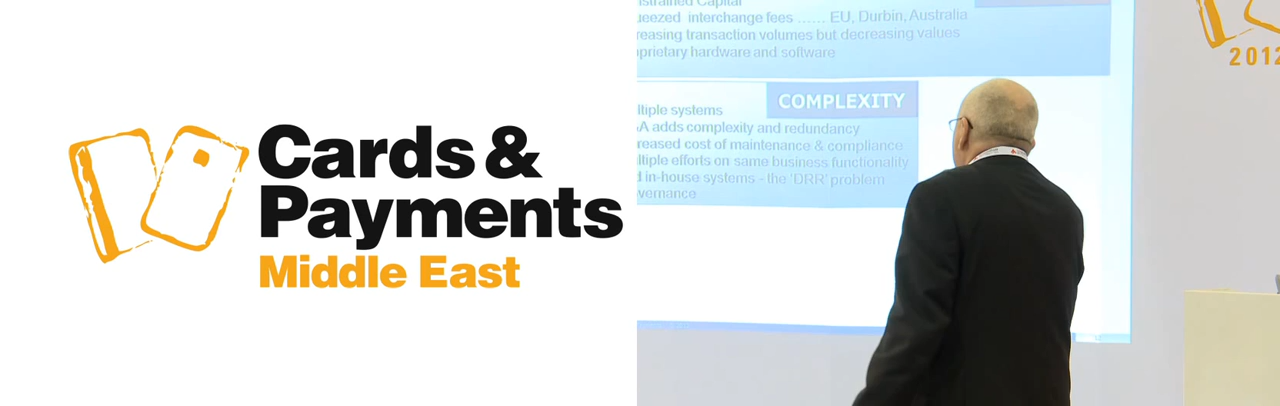 Cards &
Payments
Middle East
nstrained Capital
ueezed interchange fees ...... EU, Durbin, Australia
reasing transaction volumes but decreasing values
prietary hardware and software
COMPLEXITY
ltiple systems
&A adds complexity and redundancy
reased cost of maintenance & compliance
ltiple efforts on same business functionality
d in-house systems - the 'DRR' problem
vernance
2012